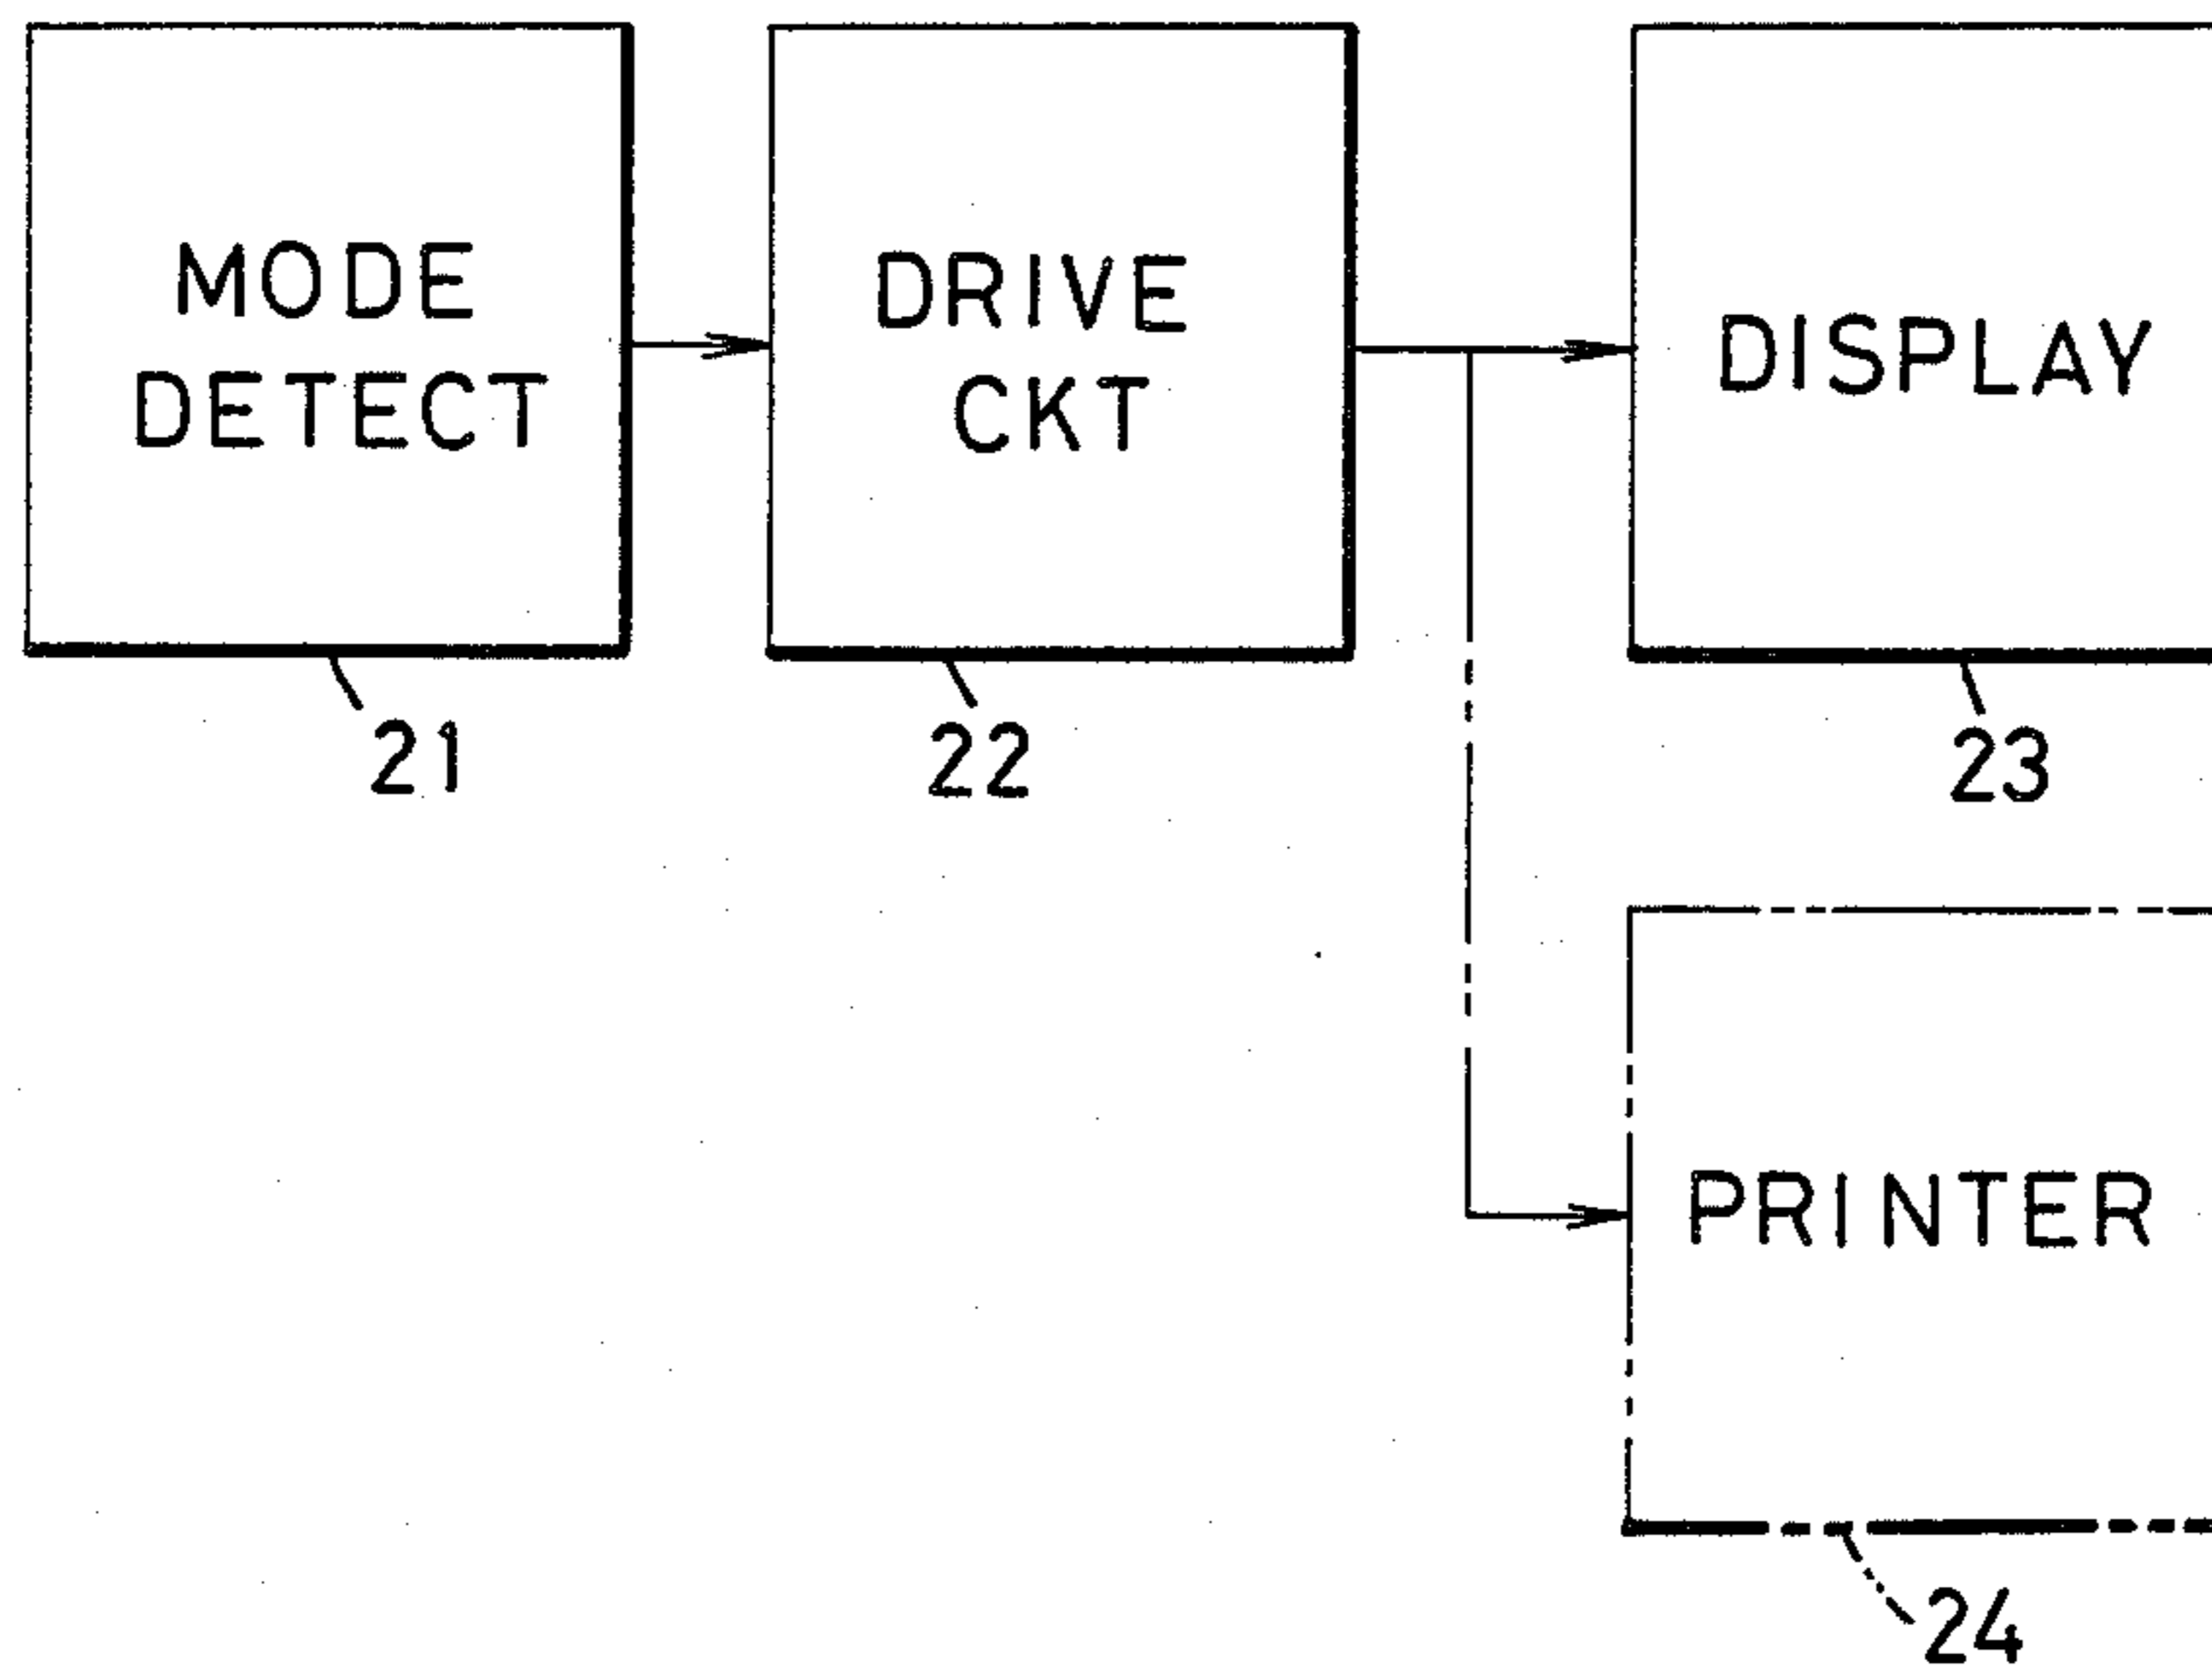 MODE
DETECT
DRIVE
CKT
DISPLAY
21
22
23
PRINTER
24